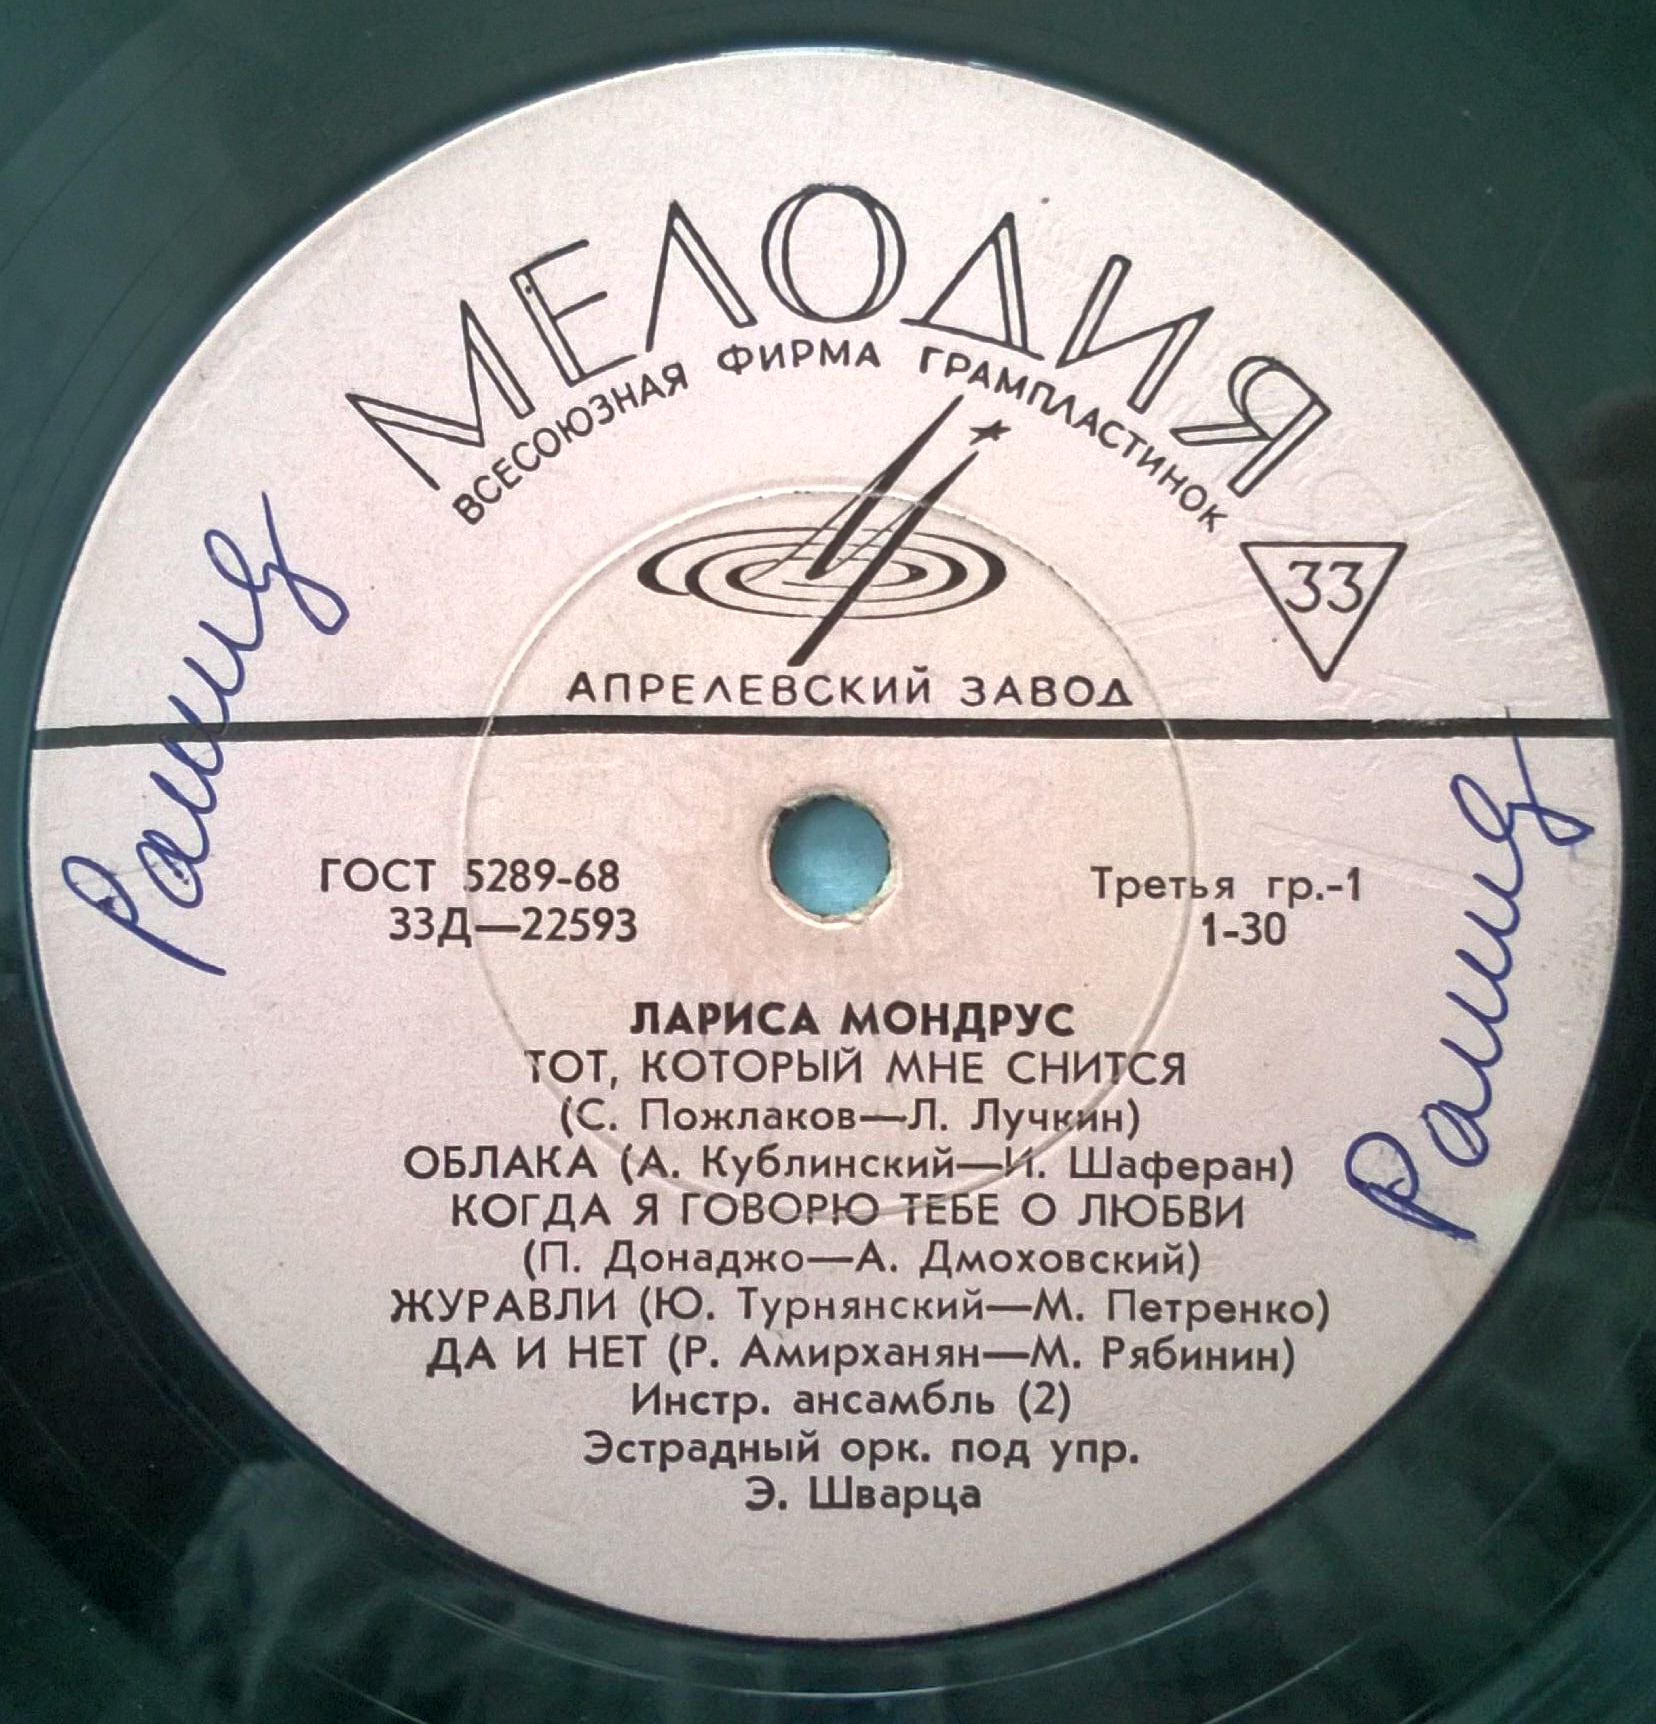 МЕЛОДИЯ
ВСЕСОЮЗНАЯ ФИРМА ГРАМПЛАСТИНОК
33
АПРЕЛЕВСКИЙ ЗАВОД
ГОСТ 5289-68
33Д—22593
Третья гр.-1
1-30
ЛАРИСА МОНДРУС
ТОТ, КОТОРЫЙ МНЕ СНИТСЯ
(С. Пожлаков—Л. Лучкин)
ОБЛАКА (А. Кублинский—И. Шаферан)
КОГДА Я ГОВОРЮ ТЕБЕ О ЛЮБВИ
(П. Донаджо—А. Дмоховский)
ЖУРАВЛИ (Ю. Турнянский—М. Петренко)
ДА И НЕТ (Р. Амирханян—М. Рябинин)
Инстр. ансамбль (2)
Эстрадный орк. под упр.
Э. Шварца